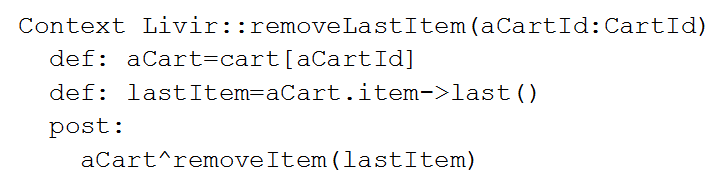 Context Livir::removeLastItem(aCartId:CartId)
  def: aCart=cart[aCartId]
  def: lastItem=aCart.item->last()
  post:
    aCart^removeItem(lastItem)